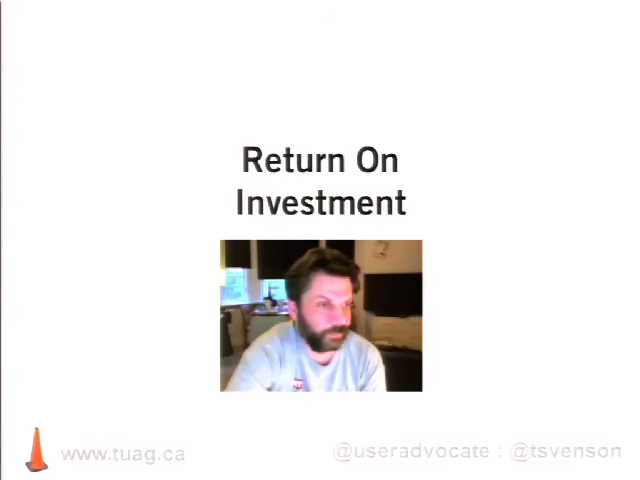 Return On
Investment
www.tuag.ca
@useradvocate : @tsvenson